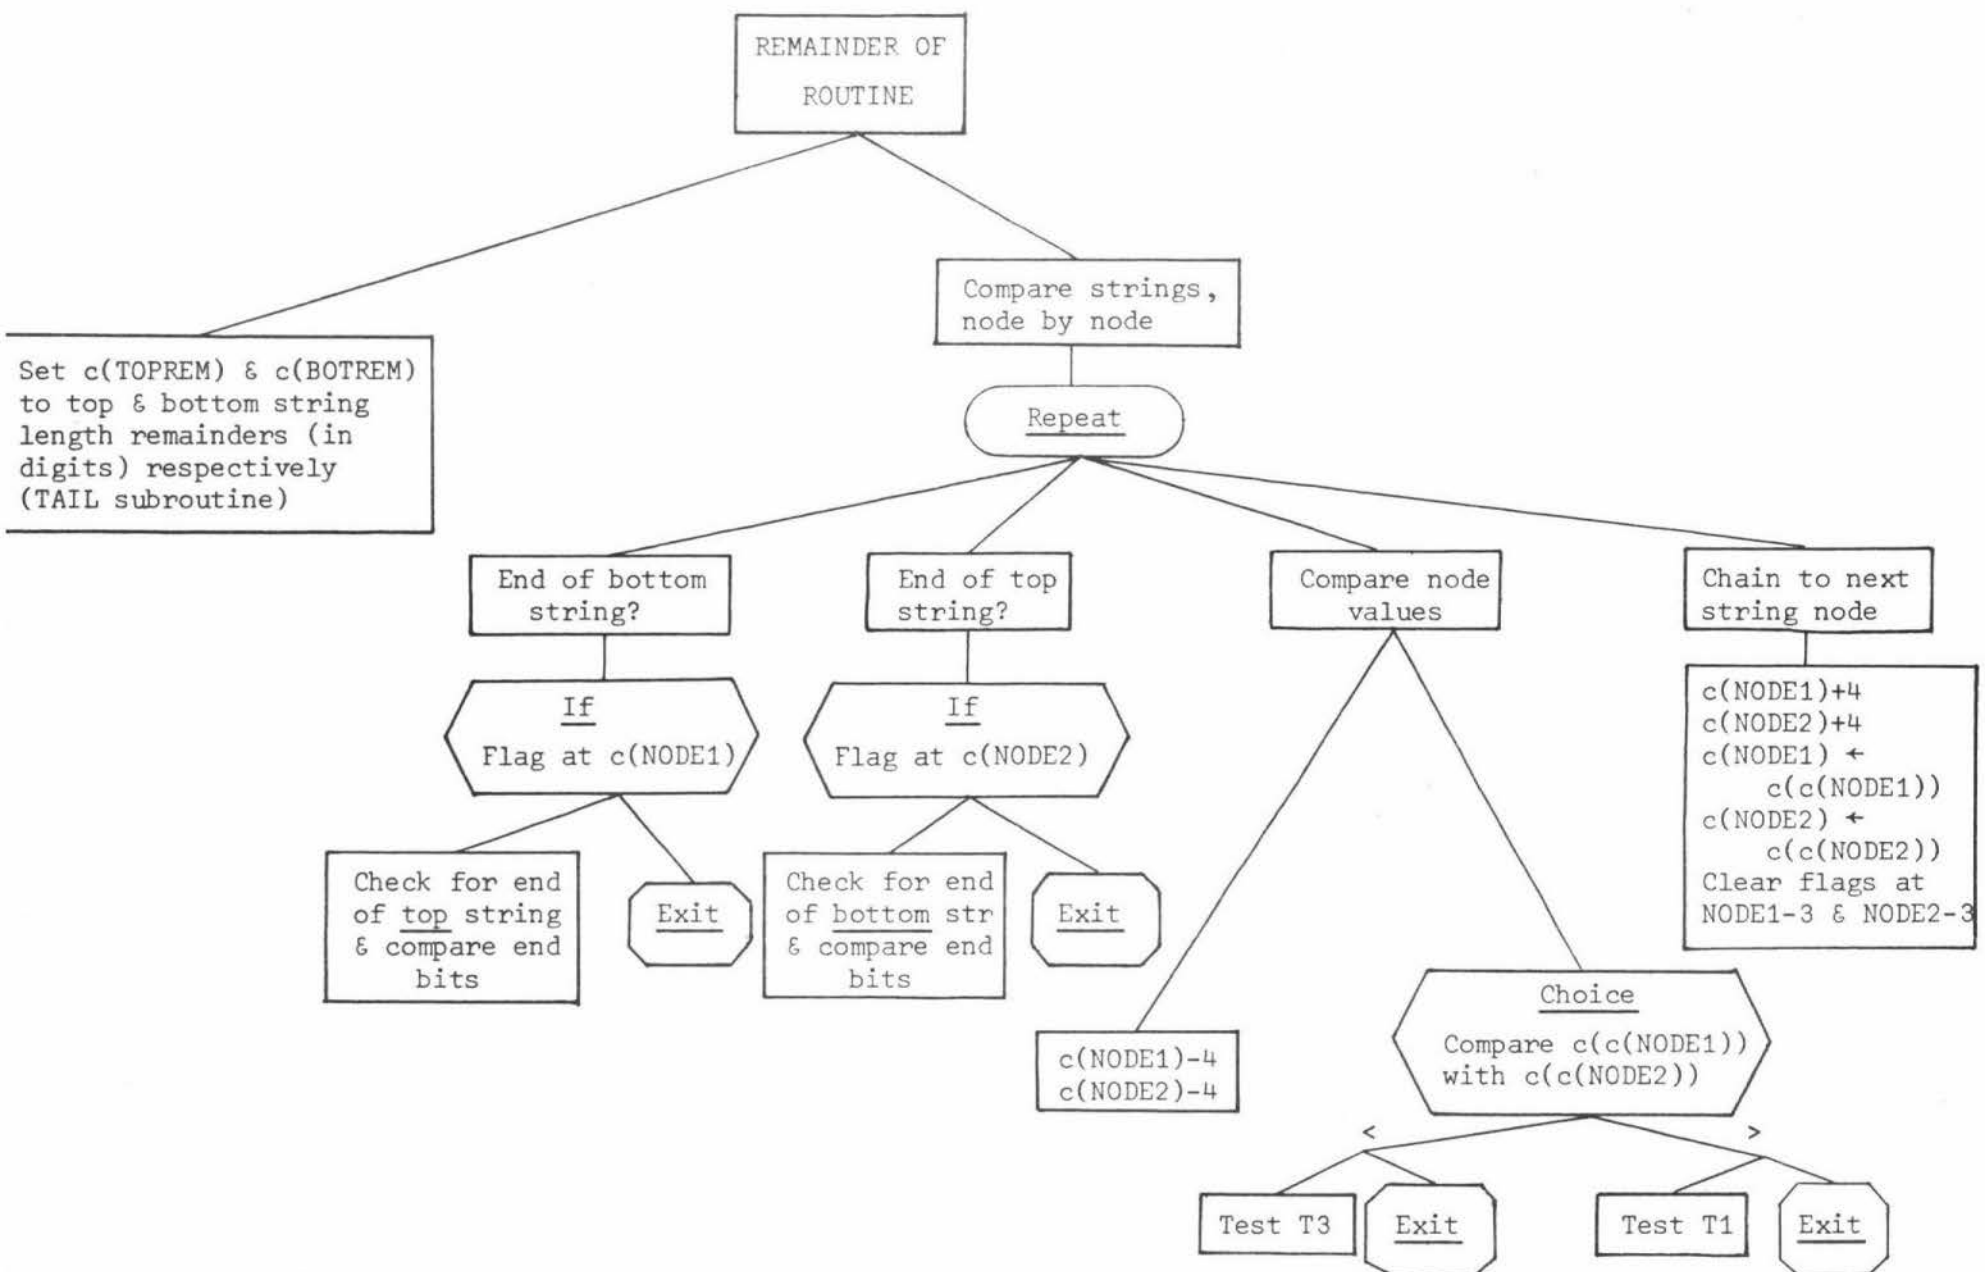 REMAINDER OF
ROUTINE
Compare strings,
node by node
Set c(TOPREM) & c(BOTREM)
to top & bottom string
length remainders (in
digits) respectively
(TAIL subroutine)
Repeat
End of bottom
string?
End of top
string?
Compare node
values
Chain to next
string node
If
Flag at c(NODE1)
If
Flag at c(NODE2)
c(NODE1)+4
c(NODE2)+4
c(NODE1) ←
c(c(NODE1))
c(NODE2) ←
c(c(NODE2))
Clear flags at
NODE1-3 & NODE2-3
Check for end
of top string
& compare end
bits
Exit
Check for end
of bottom str
& compare end
bits
Exit
c(NODE1)-4
c(NODE2)-4
Choice
Compare c(c(NODE1))
with c(c(NODE2))
<
>
Test T3
Exit
Test T1
Exit